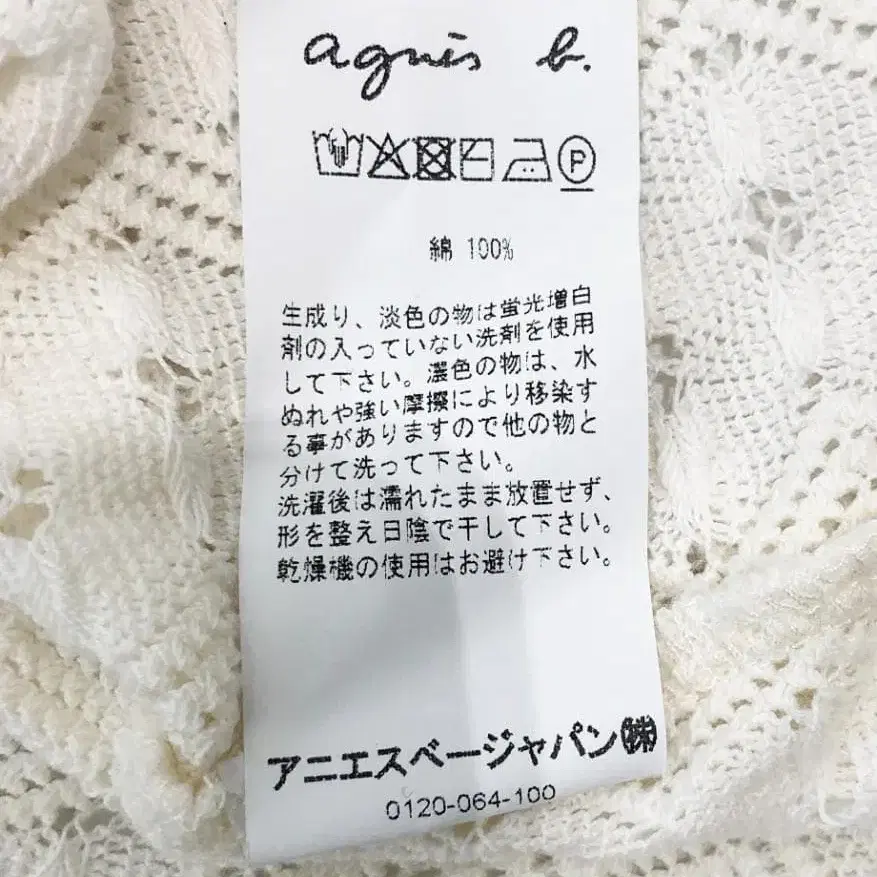 agnès b.
P
綿 100%
生成り、淡色の物は蛍光増白
剤の入っていない洗剤を使用
して下さい。濃色の物は、水
ぬれや強い摩擦により移染す
る事がありますので他の物と
分けて洗って下さい。
洗濯後は濡れたまま放置せず、
形を整え日陰で干して下さい。
乾燥機の使用はお避け下さい。
アニエスベージャパン㈱
0120-064-100